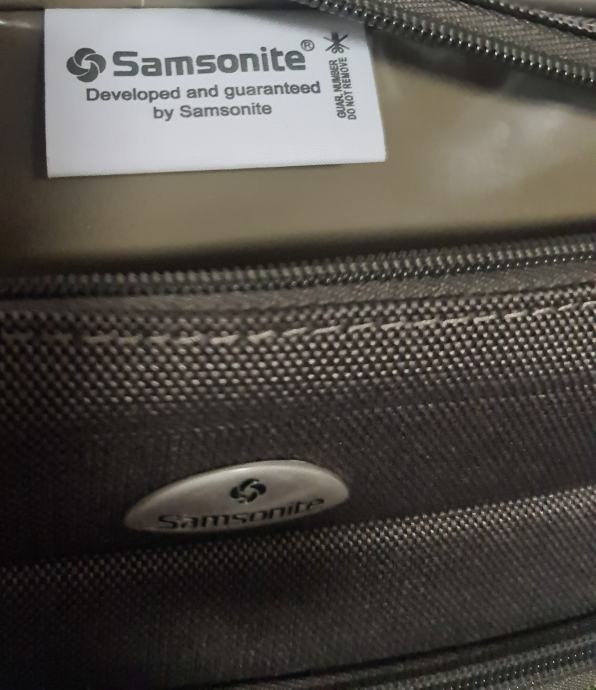 Samsonite®
Developed and guaranteed
by Samsonite
GUAR. NUMBER
DO NOT REMOVE
Samsonite